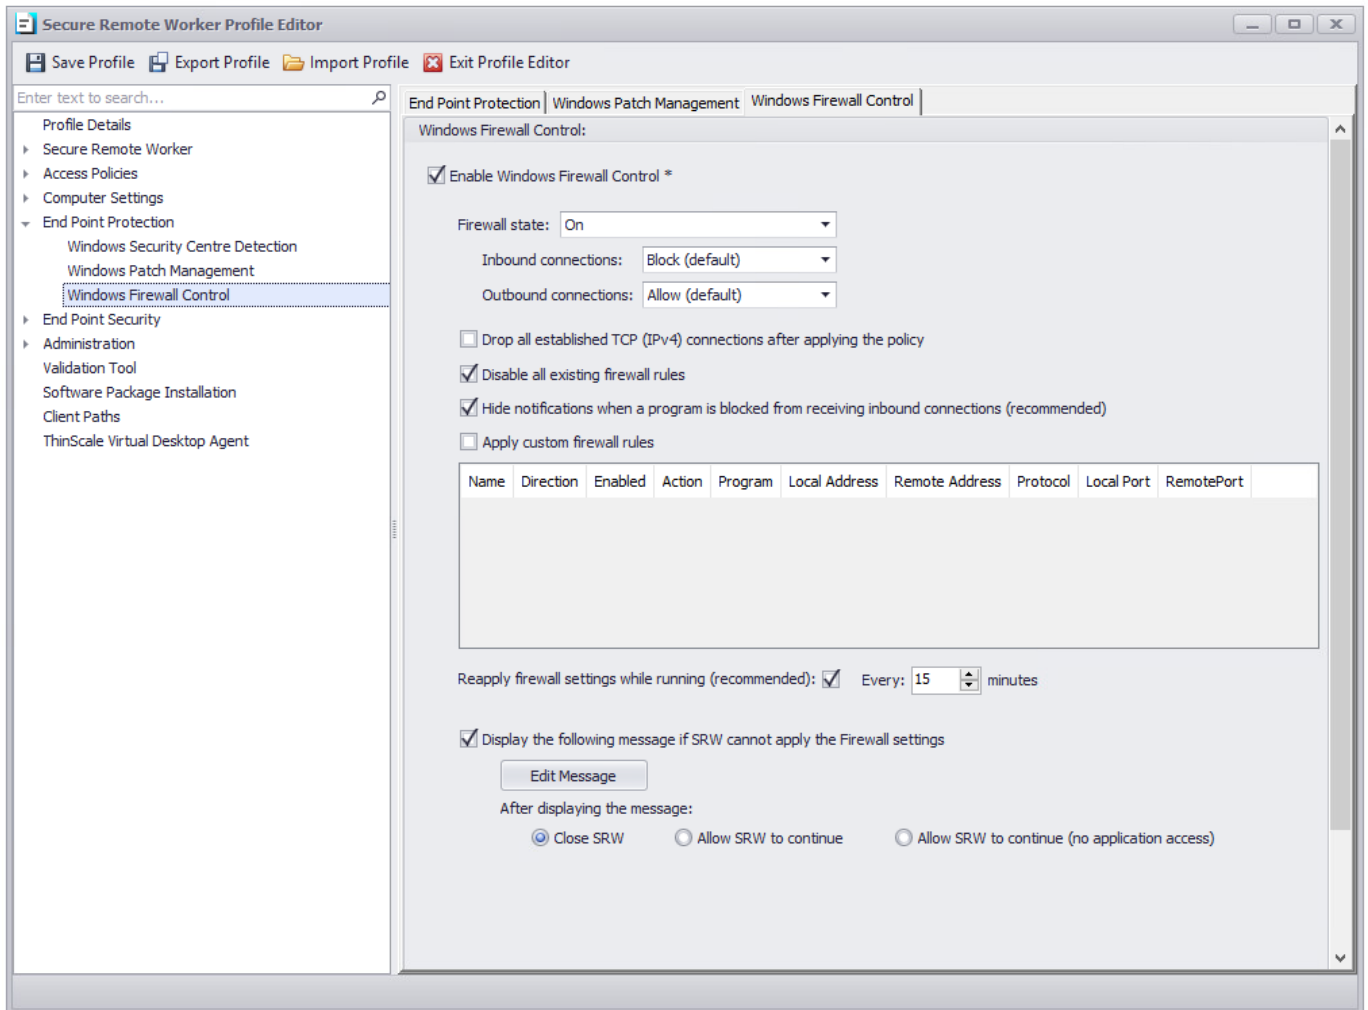 Secure Remote Worker Profile Editor
Save Profile Export Profile Import Profile Exit Profile Editor
Enter text to search...
Profile Details
Secure Remote Worker
Access Policies
Computer Settings
End Point Protection
Windows Security Centre Detection
Windows Patch Management
Windows Firewall Control
End Point Security
Administration
Validation Tool
Software Package Installation
Client Paths
ThinScale Virtual Desktop Agent
End Point Protection Windows Patch Management Windows Firewall Control
Windows Firewall Control:
Enable Windows Firewall Control *
Firewall state: On
Inbound connections: Block (default)
Outbound connections: Allow (default)
Drop all established TCP (IPv4) connections after applying the policy
Disable all existing firewall rules
Hide notifications when a program is blocked from receiving inbound connections (recommended)
Apply custom firewall rules
Name Direction Enabled Action Program Local Address Remote Address Protocol Local Port RemotePort
Reapply firewall settings while running (recommended): Every: 15 minutes
Display the following message if SRW cannot apply the Firewall settings
Edit Message
After displaying the message:
Close SRW Allow SRW to continue Allow SRW to continue (no application access)